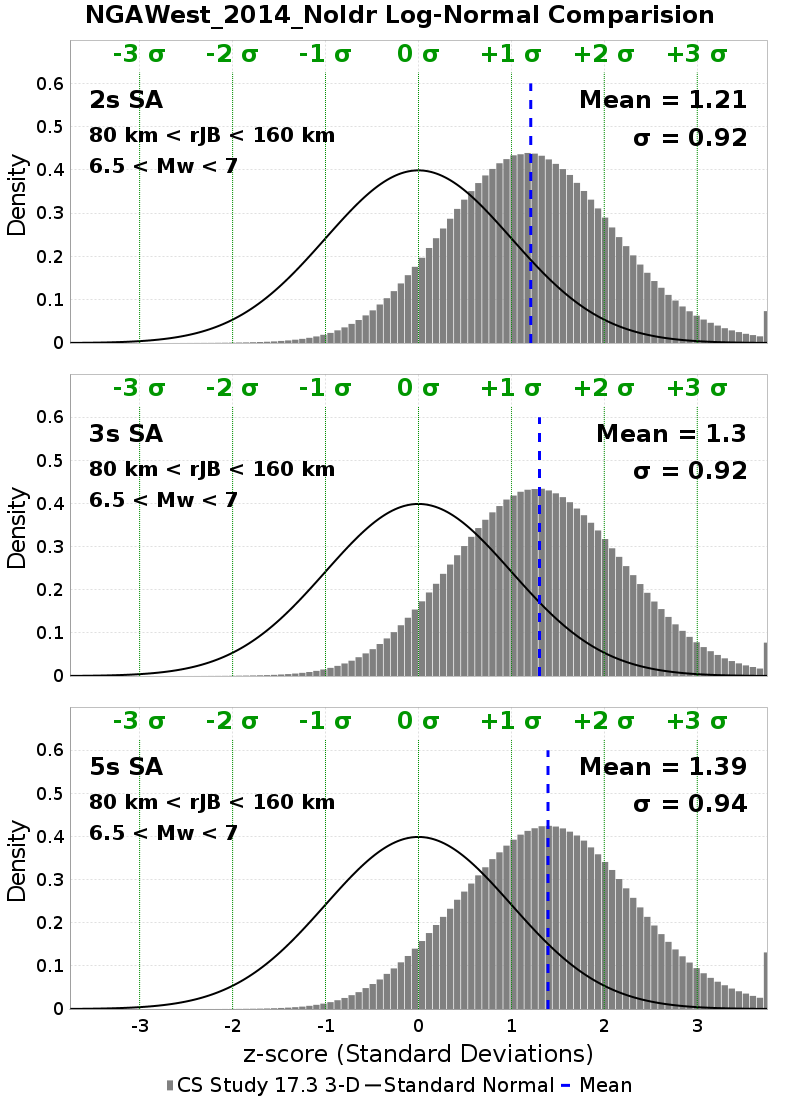 NGAWest_2014_NoIdr Log-Normal Comparision
-3 σ -2 σ -1 σ 0 σ +1 σ +2 σ +3 σ
2s SA
80 km < rJB < 160 km
6.5 < Mw < 7
Mean = 1.21
σ = 0.92
Density
0.6
0.5
0.4
0.3
0.2
0.1
0
-3 σ -2 σ -1 σ 0 σ +1 σ +2 σ +3 σ
3s SA
80 km < rJB < 160 km
6.5 < Mw < 7
Mean = 1.3
σ = 0.92
Density
0.6
0.5
0.4
0.3
0.2
0.1
0
-3 σ -2 σ -1 σ 0 σ +1 σ +2 σ +3 σ
5s SA
80 km < rJB < 160 km
6.5 < Mw < 7
Mean = 1.39
σ = 0.94
Density
0.6
0.5
0.4
0.3
0.2
0.1
0
-3 -2 -1 0 1 2 3
z-score (Standard Deviations)
CS Study 17.3 3-D Standard Normal Mean